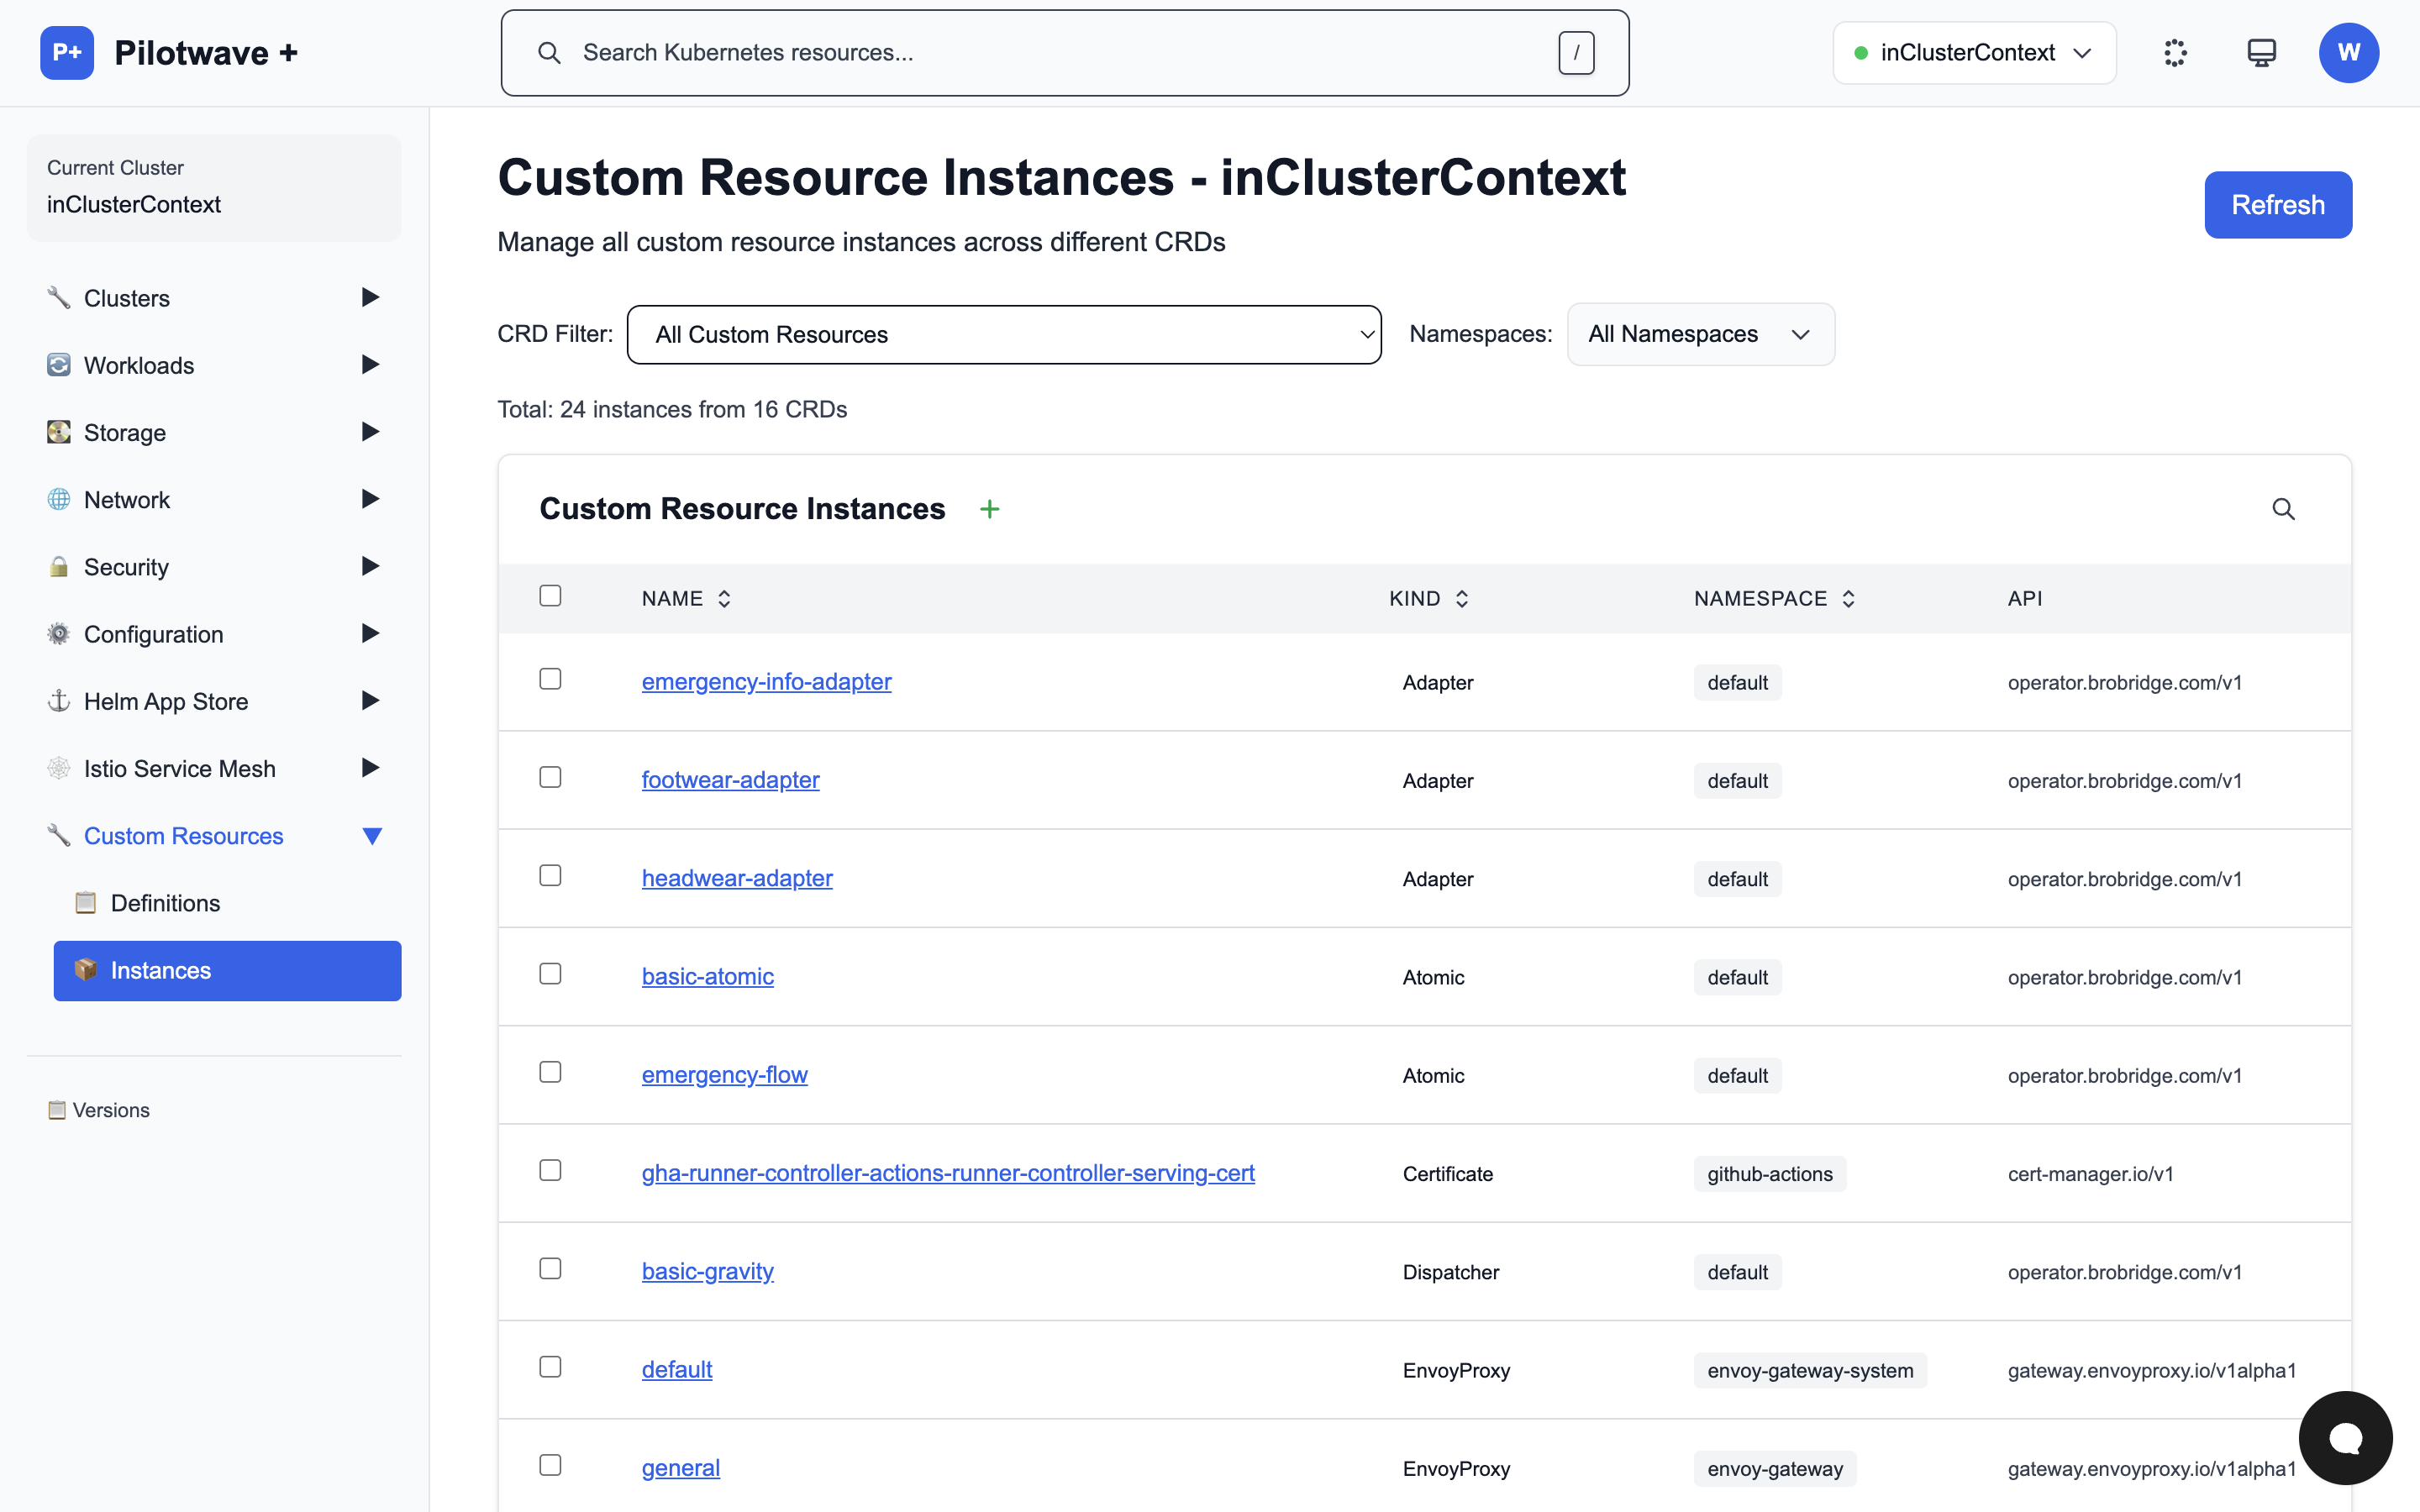 P+ Pilotwave +
Search Kubernetes resources... /
inClusterContext
W
Current Cluster
inClusterContext
Clusters
Workloads
Storage
Network
Security
Configuration
Helm App Store
Istio Service Mesh
Custom Resources
Definitions
Instances
Versions
Custom Resource Instances - inClusterContext
Manage all custom resource instances across different CRDs
Refresh
CRD Filter: All Custom Resources Namespaces: All Namespaces
Total: 24 instances from 16 CRDs
Custom Resource Instances +
NAME KIND NAMESPACE API
emergency-info-adapter Adapter default operator.brobridge.com/v1
footwear-adapter Adapter default operator.brobridge.com/v1
headwear-adapter Adapter default operator.brobridge.com/v1
basic-atomic Atomic default operator.brobridge.com/v1
emergency-flow Atomic default operator.brobridge.com/v1
gha-runner-controller-actions-runner-controller-serving-cert Certificate github-actions cert-manager.io/v1
basic-gravity Dispatcher default operator.brobridge.com/v1
default EnvoyProxy envoy-gateway-system gateway.envoyproxy.io/v1alpha1
general EnvoyProxy envoy-gateway gateway.envoyproxy.io/v1alpha1